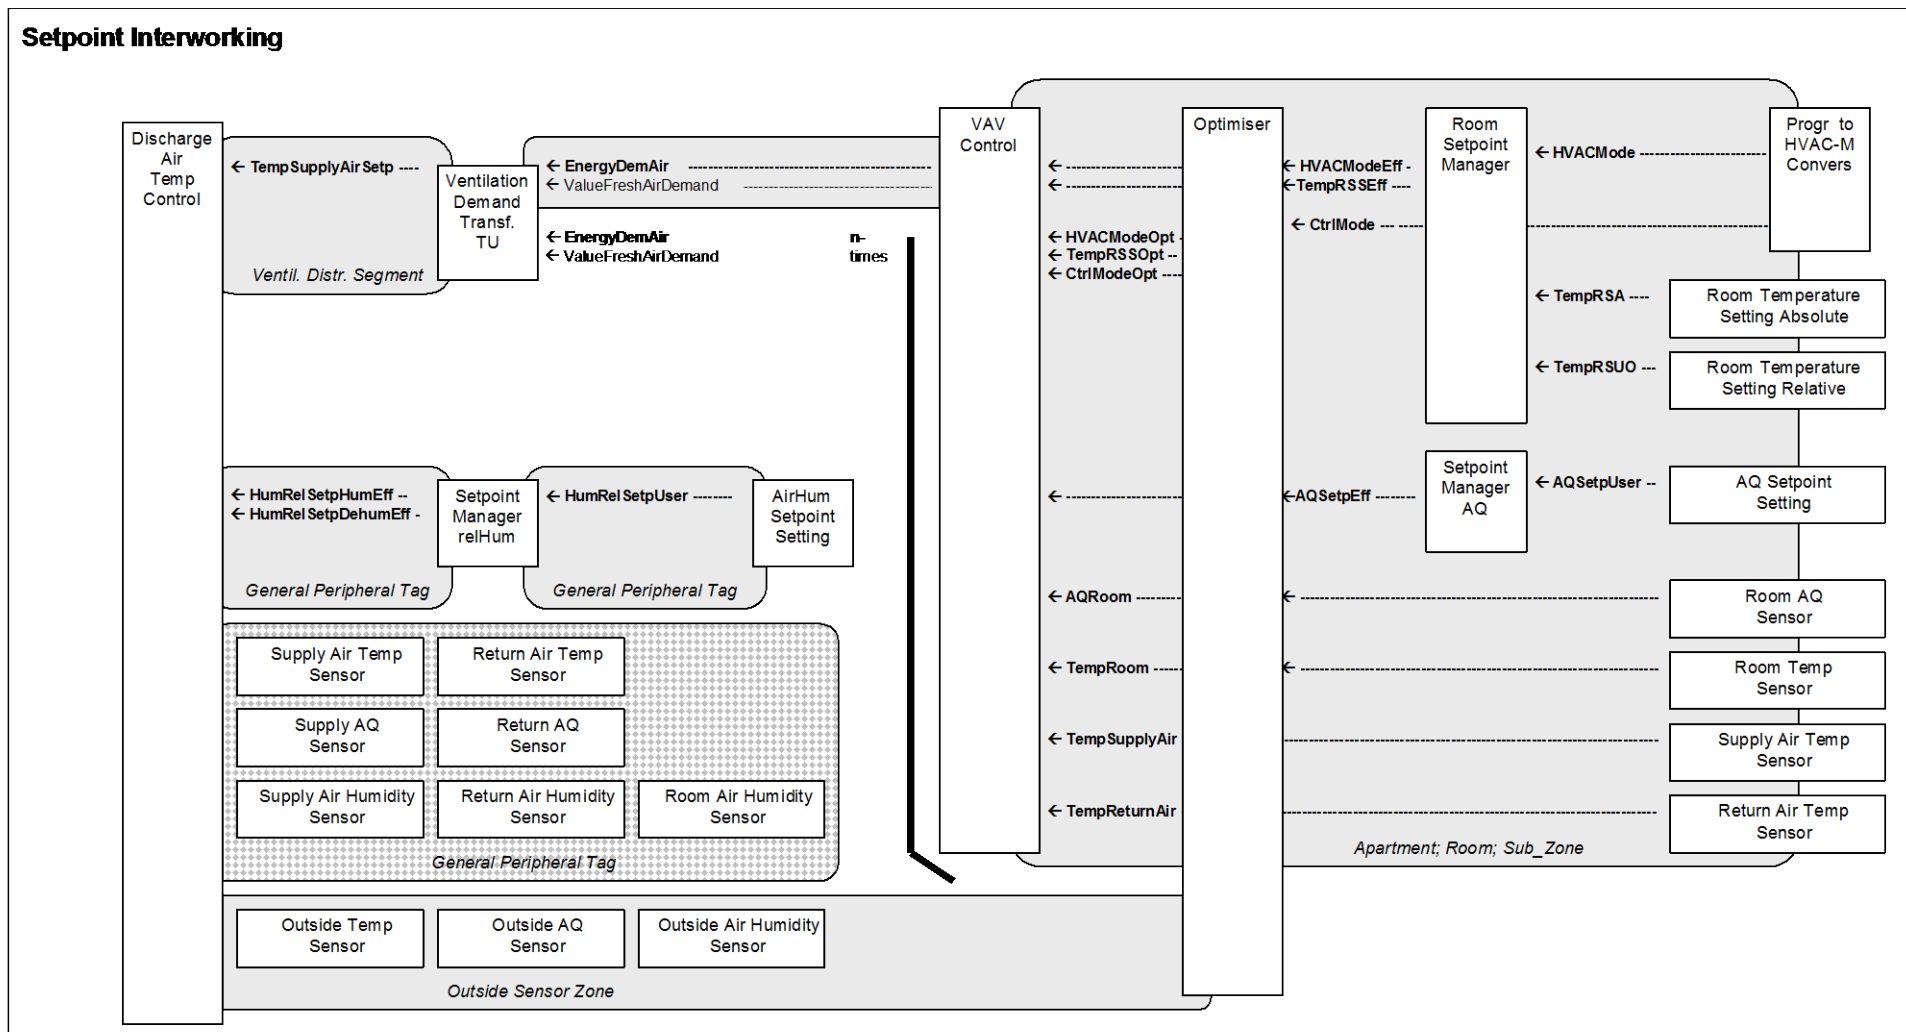 Setpoint Interworking
Discharge
Air
Temp
Control
← TempSupplyAirSetp ----
Ventil. Distr. Segment
Ventilation
Demand
Transf.
TU
← EnergyDemAir
← ValueFreshAirDemand
← EnergyDemAir n-
← ValueFreshAirDemand times
VAV
Control
← HVACModeOpt
← TempRSSOpt --
← CtrlModeOpt ----
Optimiser
← HVACModeEff -
←TempRSSEff ---
← CtrlMode
Room
Setpoint
Manager
← HVACMode
Progr to
HVAC-M
Convers
← TempRSA ----
Room Temperature
Setting Absolute
← TempRSUO ---
Room Temperature
Setting Relative
← HumRelSetpHumEff --
← HumRelSetpDehumEff -
General Peripheral Tag
Setpoint
Manager
relHum
← HumRelSetpUser --------
General Peripheral Tag
AirHum
Setpoint
Setting
←AQSetpEff
Setpoint
Manager
AQ
← AQSetpUser --
AQ Setpoint
Setting
← AQRoom
Room AQ
Sensor
← TempRoom
Room Temp
Sensor
← TempSupplyAir
Supply Air Temp
Sensor
← TempReturnAir
Return Air Temp
Sensor
Apartment; Room; Sub_Zone
Supply Air Temp
Sensor
Return Air Temp
Sensor
Supply AQ
Sensor
Return AQ
Sensor
Supply Air Humidity
Sensor
Return Air Humidity
Sensor
Room Air Humidity
Sensor
General Peripheral Tag
Outside Temp
Sensor
Outside AQ
Sensor
Outside Air Humidity
Sensor
Outside Sensor Zone